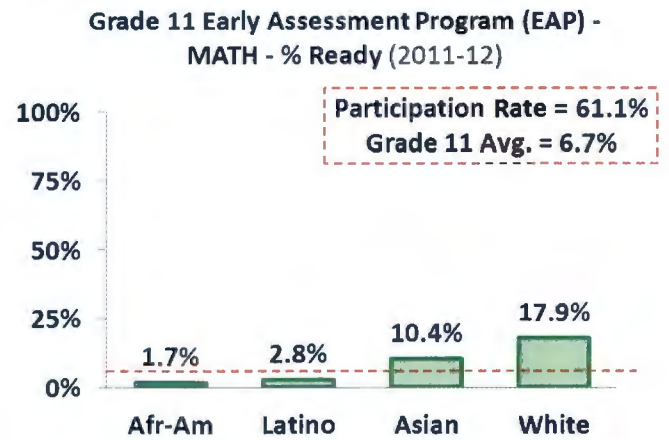 Grade 11 Early Assessment Program (EAP) -
MATH - % Ready (2011-12)
Participation Rate = 61.1%
Grade 11 Avg. = 6.7%
100%
75%
50%
25%
0%
1.7%
2.8%
10.4%
17.9%
Afr-Am
Latino
Asian
White